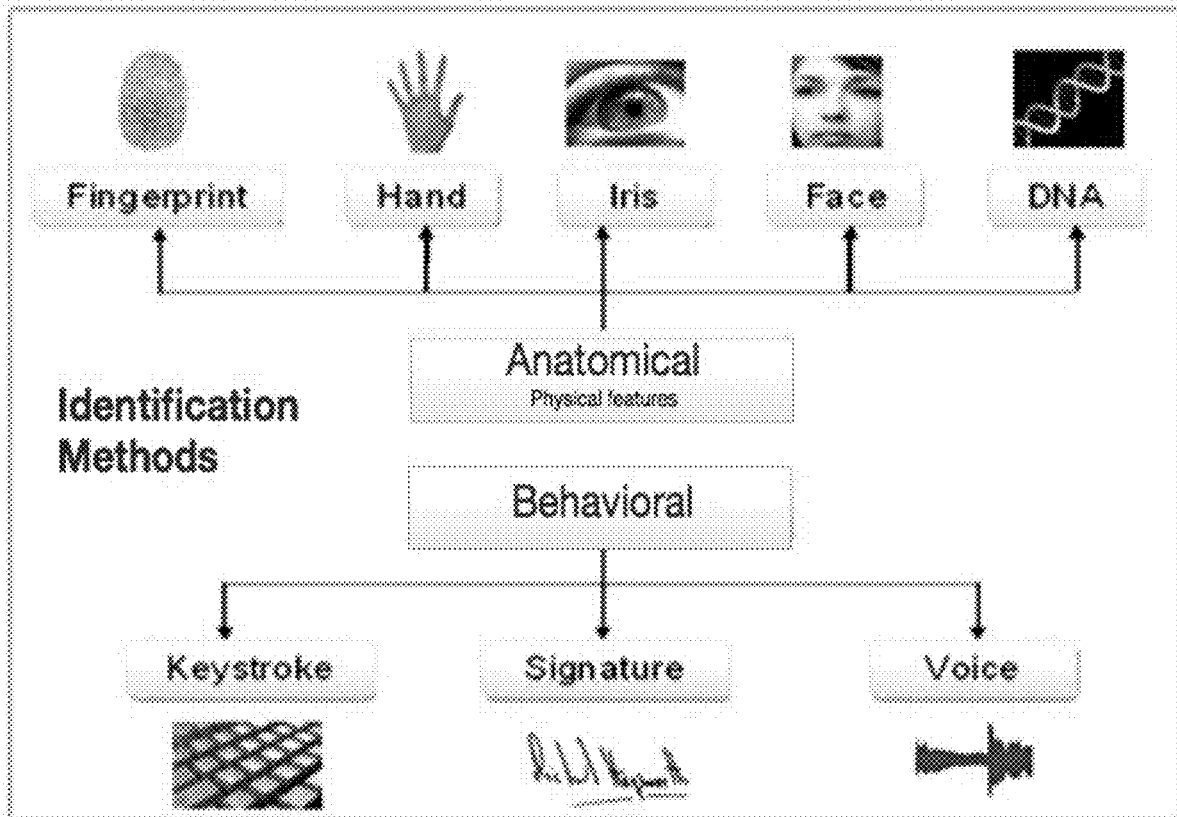 Fingerprint
Hand
Iris
Face
DNA
Anatomical
Physical features
Identification
Methods
Behavioral
Keystroke
Signature
Voice